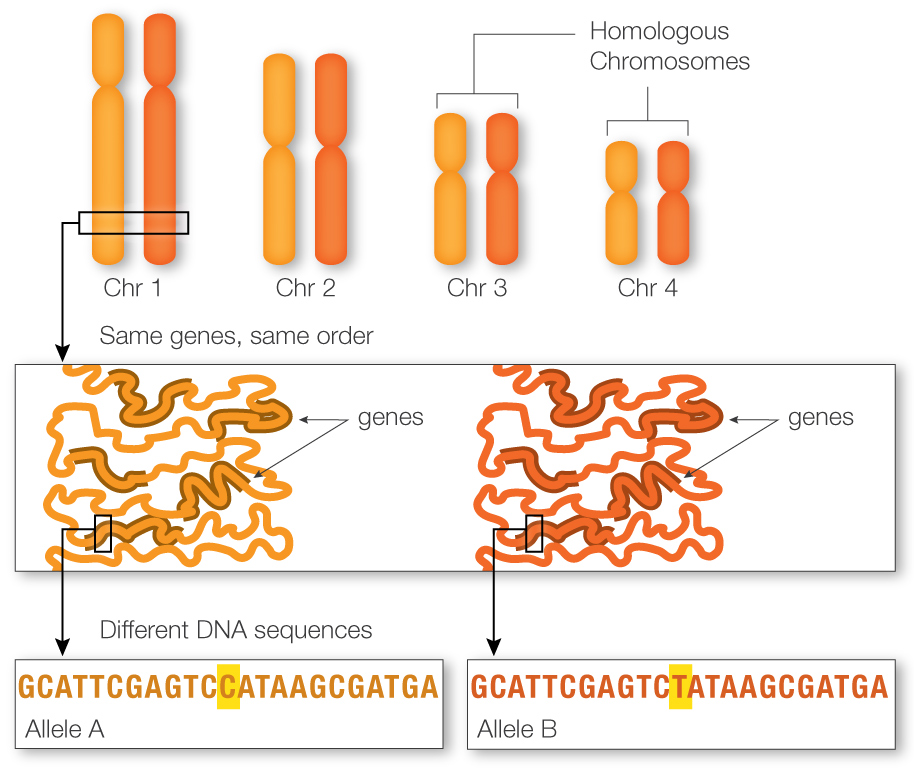 Homologous
Chromosomes
Chr 1
Chr 2
Chr 3
Chr 4
Same genes, same order
genes
genes
Different DNA sequences
GCATTCGAGTCCATAAGCGATGA
Allele A
GCATTCGAGTCTATAAGCGATGA
Allele B